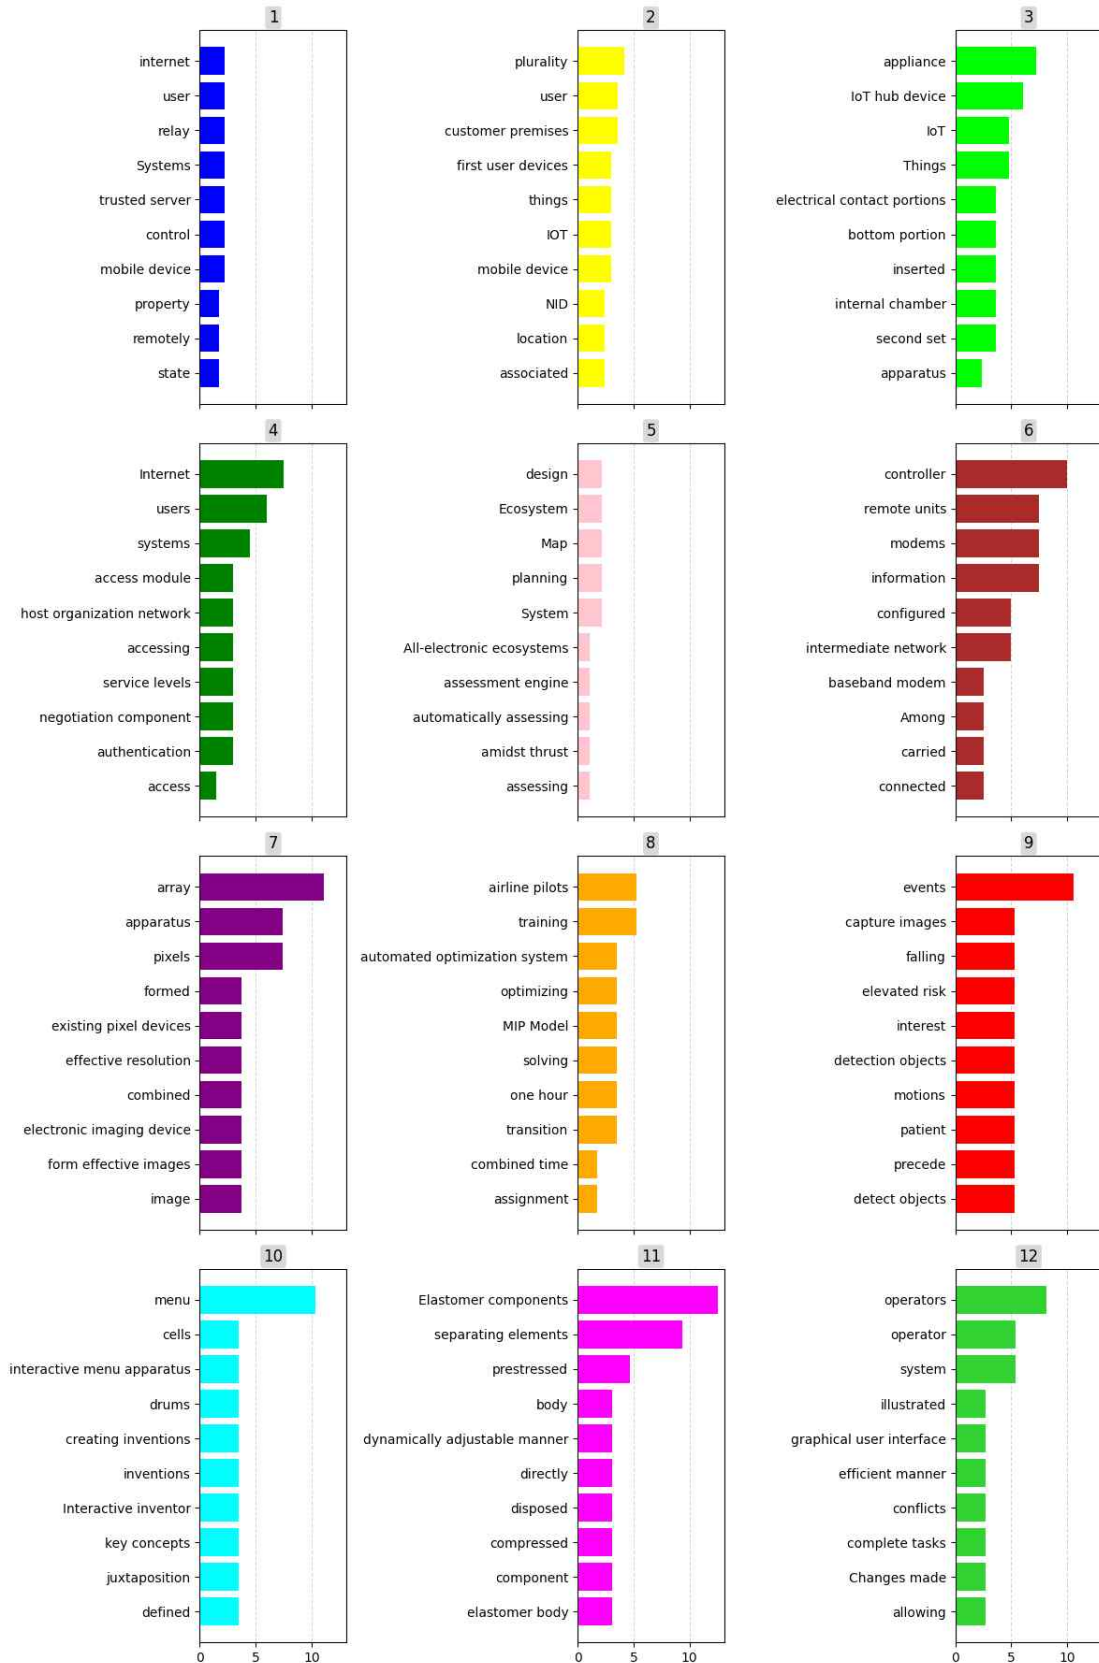 1
internet
user
relay
Systems
trusted server
control
mobile device
property
remotely
state
2
plurality
user
customer premises
first user devices
things
IOT
mobile device
NID
location
associated
3
appliance
IoT hub device
IoT
Things
electrical contact portions
bottom portion
inserted
internal chamber
second set
apparatus
4
Internet
users
systems
access module
host organization network
accessing
service levels
negotiation component
authentication
access
5
design
Ecosystem
Map
planning
System
All-electronic ecosystems
assessment engine
automatically assessing
amidst thrust
assessing
6
controller
remote units
modems
information
configured
intermediate network
baseband modem
Among
carried
connected
7
array
apparatus
pixels
formed
existing pixel devices
effective resolution
combined
electronic imaging device
form effective images
image
8
airline pilots
training
automated optimization system
optimizing
MIP Model
solving
one hour
transition
combined time
assignment
9
events
capture images
falling
elevated risk
interest
detection objects
motions
patient
precede
detect objects
10
menu
cells
interactive menu apparatus
drums
creating inventions
inventions
Interactive inventor
key concepts
juxtaposition
defined
0 5 10
11
Elastomer components
separating elements
prestressed
body
dynamically adjustable manner
directly
disposed
compressed
component
elastomer body
0 5 10
12
operators
operator
system
illustrated
graphical user interface
efficient manner
conflicts
complete tasks
Changes made
allowing
0 5 10